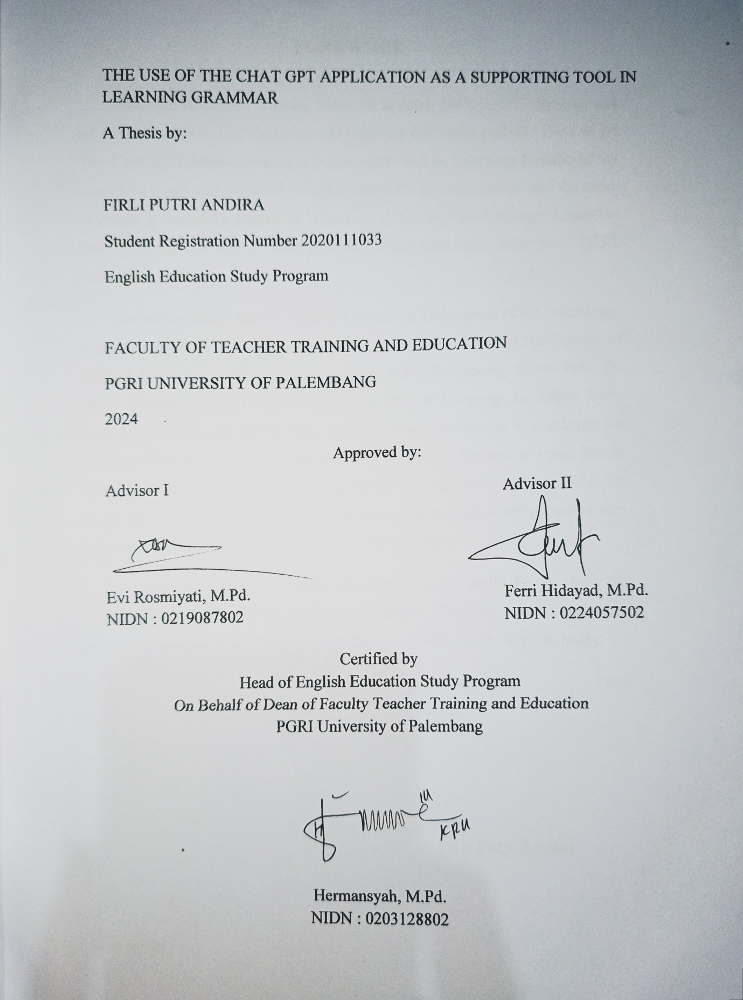 THE USE OF THE CHAT GPT APPLICATION AS A SUPPORTING TOOL IN
LEARNING GRAMMAR
A Thesis by:
FIRLI PUTRI ANDIRA
Student Registration Number 2020111033
English Education Study Program
FACULTY OF TEACHER TRAINING AND EDUCATION
PGRI UNIVERSITY OF PALEMBANG
2024
Approved by:
Advisor I
Advisor II
Evi Rosmiyati, M.Pd.
NIDN : 0219087802
Ferri Hidayad, M.Pd.
NIDN : 0224057502
Certified by
Head of English Education Study Program
On Behalf of Dean of Faculty Teacher Training and Education
PGRI University of Palembang
Hermansyah, M.Pd.
NIDN : 0203128802